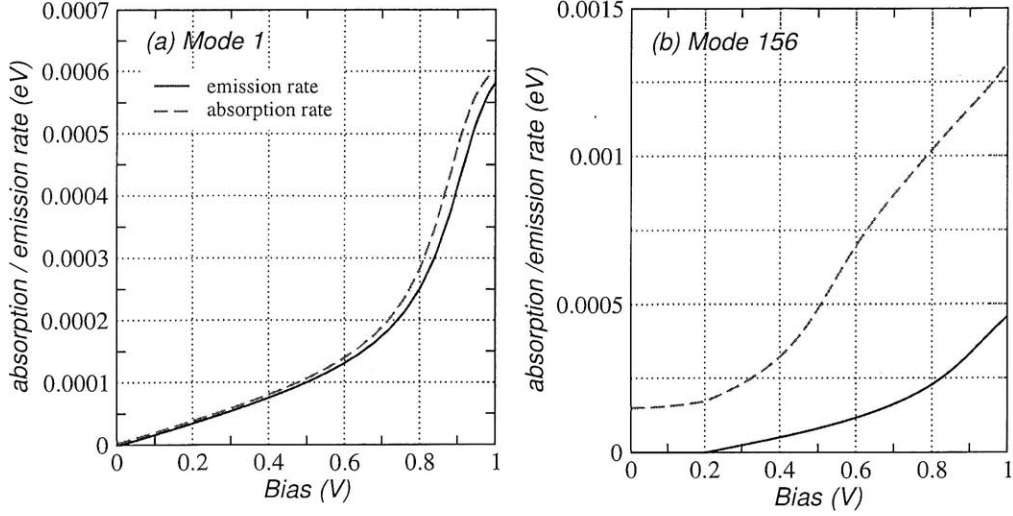 (a) Mode 1
emission rate
absorption rate
absorption / emission rate (eV)
0.0007
0.0006
0.0005
0.0004
0.0003
0.0002
0.0001
0
0 0.2 0.4 0.6 0.8 1
Bias (V)
(b) Mode 156
absorption /emission rate (eV)
0.0015
0.001
0.0005
0
0 0.2 0.4 0.6 0.8 1
Bias (V)